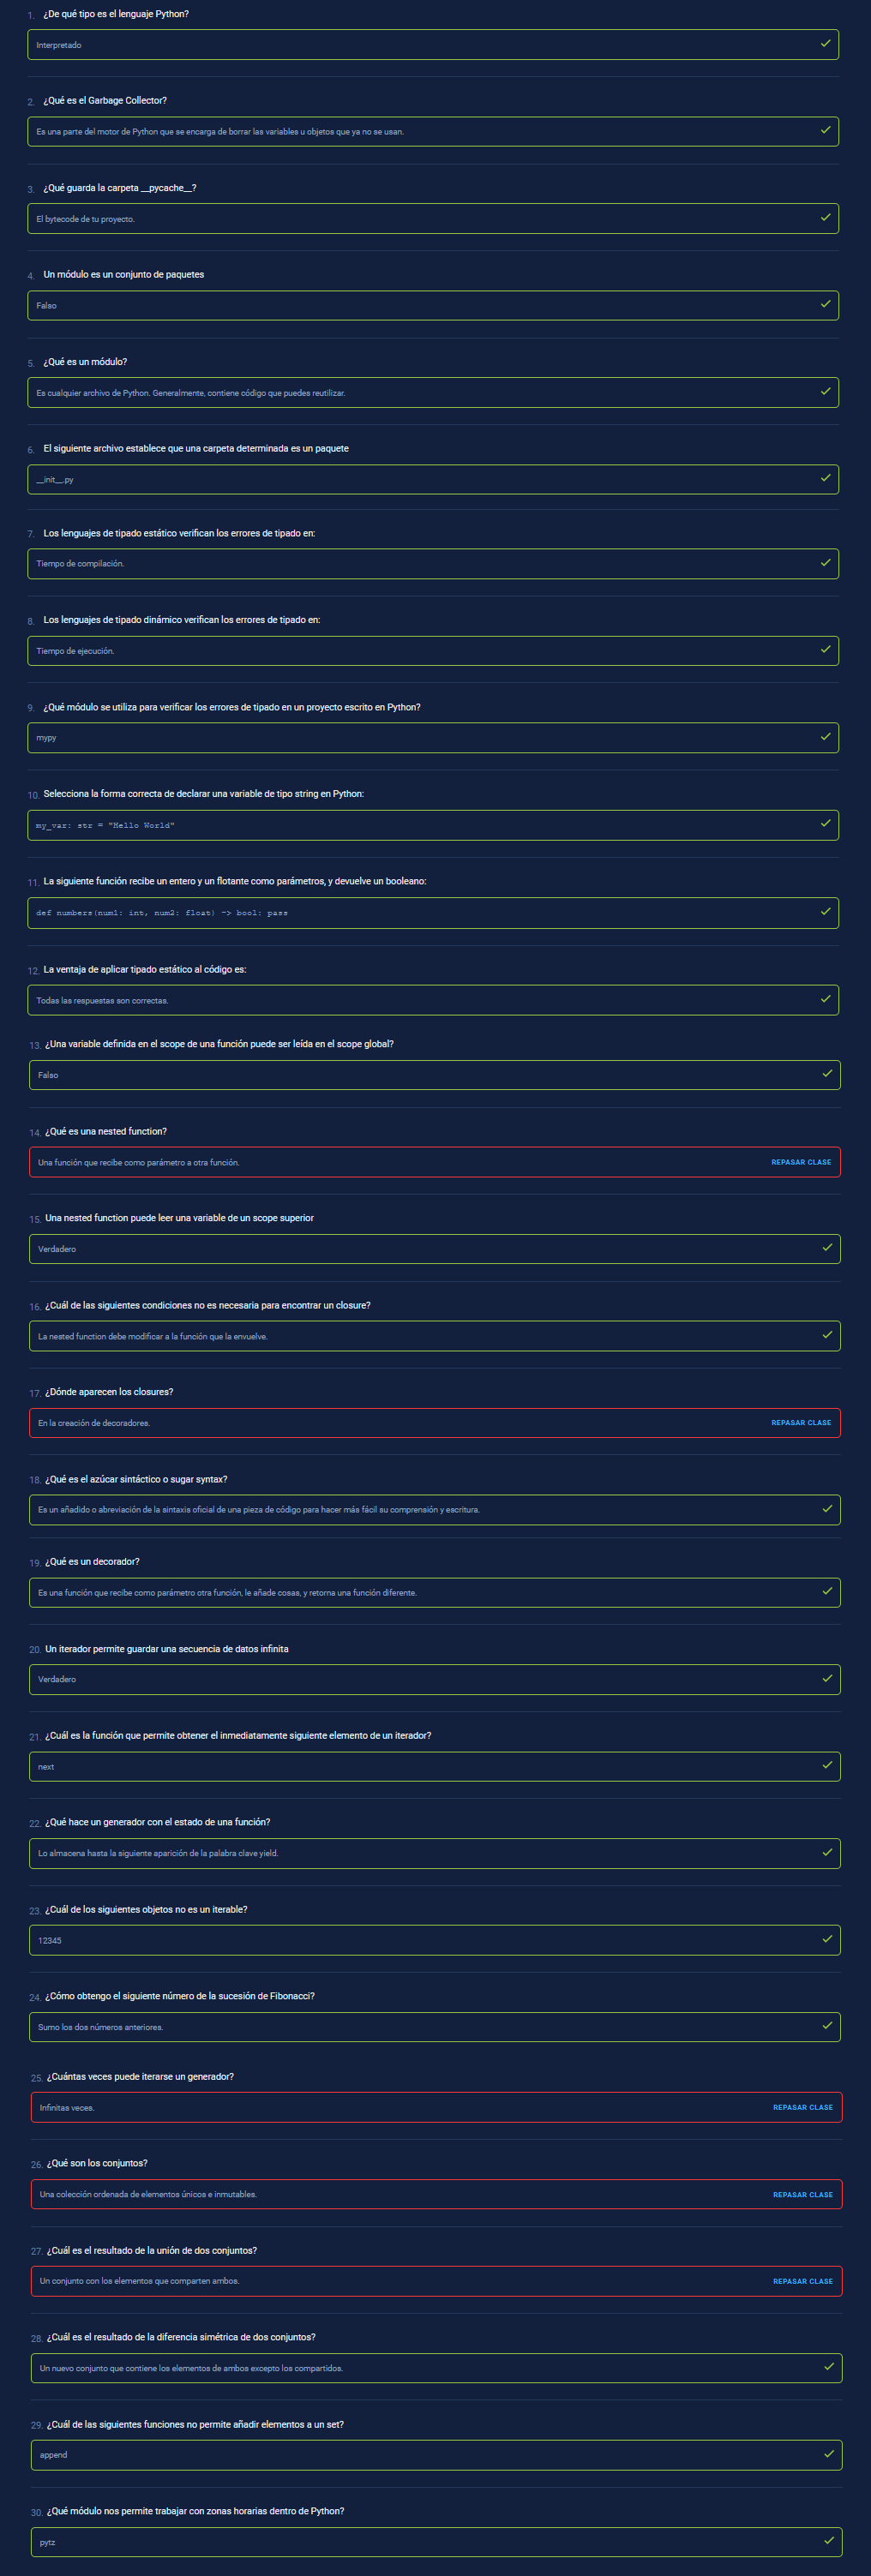 1. ¿De qué tipo es el lenguaje Python?
Interpretado
2. ¿Qué es el Garbage Collector?
Es una parte del motor de Python que se encarga de borrar las variables u objetos que ya no se usan.
3. ¿Qué guarda la carpeta __pycache__?
El bytecode de tu proyecto.
4. Un módulo es un conjunto de paquetes
Falso
5. ¿Qué es un módulo?
Es cualquier archivo de Python. Generalmente, contiene código que puedes reutilizar.
6. El siguiente archivo establece que una carpeta determinada es un paquete
__init__.py
7. Los lenguajes de tipado estático verifican los errores de tipado en:
Tiempo de compilación.
8. Los lenguajes de tipado dinámico verifican los errores de tipado en:
Tiempo de ejecución.
9. ¿Qué módulo se utiliza para verificar los errores de tipado en un proyecto escrito en Python?
mypy
10. Selecciona la forma correcta de declarar una variable de tipo string en Python:
my_var: str = "Hello World"
11. La siguiente función recibe un entero y un flotante como parámetros, y devuelve un booleano:
def numbers(num1: int, num2: float) -> bool: pass
12. La ventaja de aplicar tipado estático al código es:
Todas las respuestas son correctas.
13. ¿Una variable definida en el scope de una función puede ser leída en el scope global?
Falso
14. ¿Qué es una nested function?
Una función que recibe como parámetro a otra función. REPASAR CLASE
15. Una nested function puede leer una variable de un scope superior
Verdadero
16. ¿Cuál de las siguientes condiciones no es necesaria para encontrar un closure?
La nested function debe modificar a la función que la envuelve.
17. ¿Dónde aparecen los closures?
En la creación de decoradores. REPASAR CLASE
18. ¿Qué es el azúcar sintáctico o sugar syntax?
Es un añadido o abreviación de la sintaxis oficial de una pieza de código para hacer más fácil su comprensión y escritura.
19. ¿Qué es un decorador?
Es una función que recibe como parámetro otra función, le añade cosas, y retorna una función diferente.
20. Un iterador permite guardar una secuencia de datos infinita
Verdadero
21. ¿Cuál es la función que permite obtener el inmediatamente siguiente elemento de un iterador?
next
22. ¿Qué hace un generador con el estado de una función?
Lo almacena hasta la siguiente aparición de la palabra clave yield.
23. ¿Cuál de los siguientes objetos no es un iterable?
12345
24. ¿Cómo obtengo el siguiente número de la sucesión de Fibonacci?
Sumo los dos números anteriores.
25. ¿Cuántas veces puede iterarse un generador?
Infinitas veces. REPASAR CLASE
26. ¿Qué son los conjuntos?
Una colección ordenada de elementos únicos e inmutables. REPASAR CLASE
27. ¿Cuál es el resultado de la unión de dos conjuntos?
Un conjunto con los elementos que comparten ambos. REPASAR CLASE
28. ¿Cuál es el resultado de la diferencia simétrica de dos conjuntos?
Un nuevo conjunto que contiene los elementos de ambos excepto los compartidos.
29. ¿Cuál de las siguientes funciones no permite añadir elementos a un set?
append
30. ¿Qué módulo nos permite trabajar con zonas horarias dentro de Python?
pytz